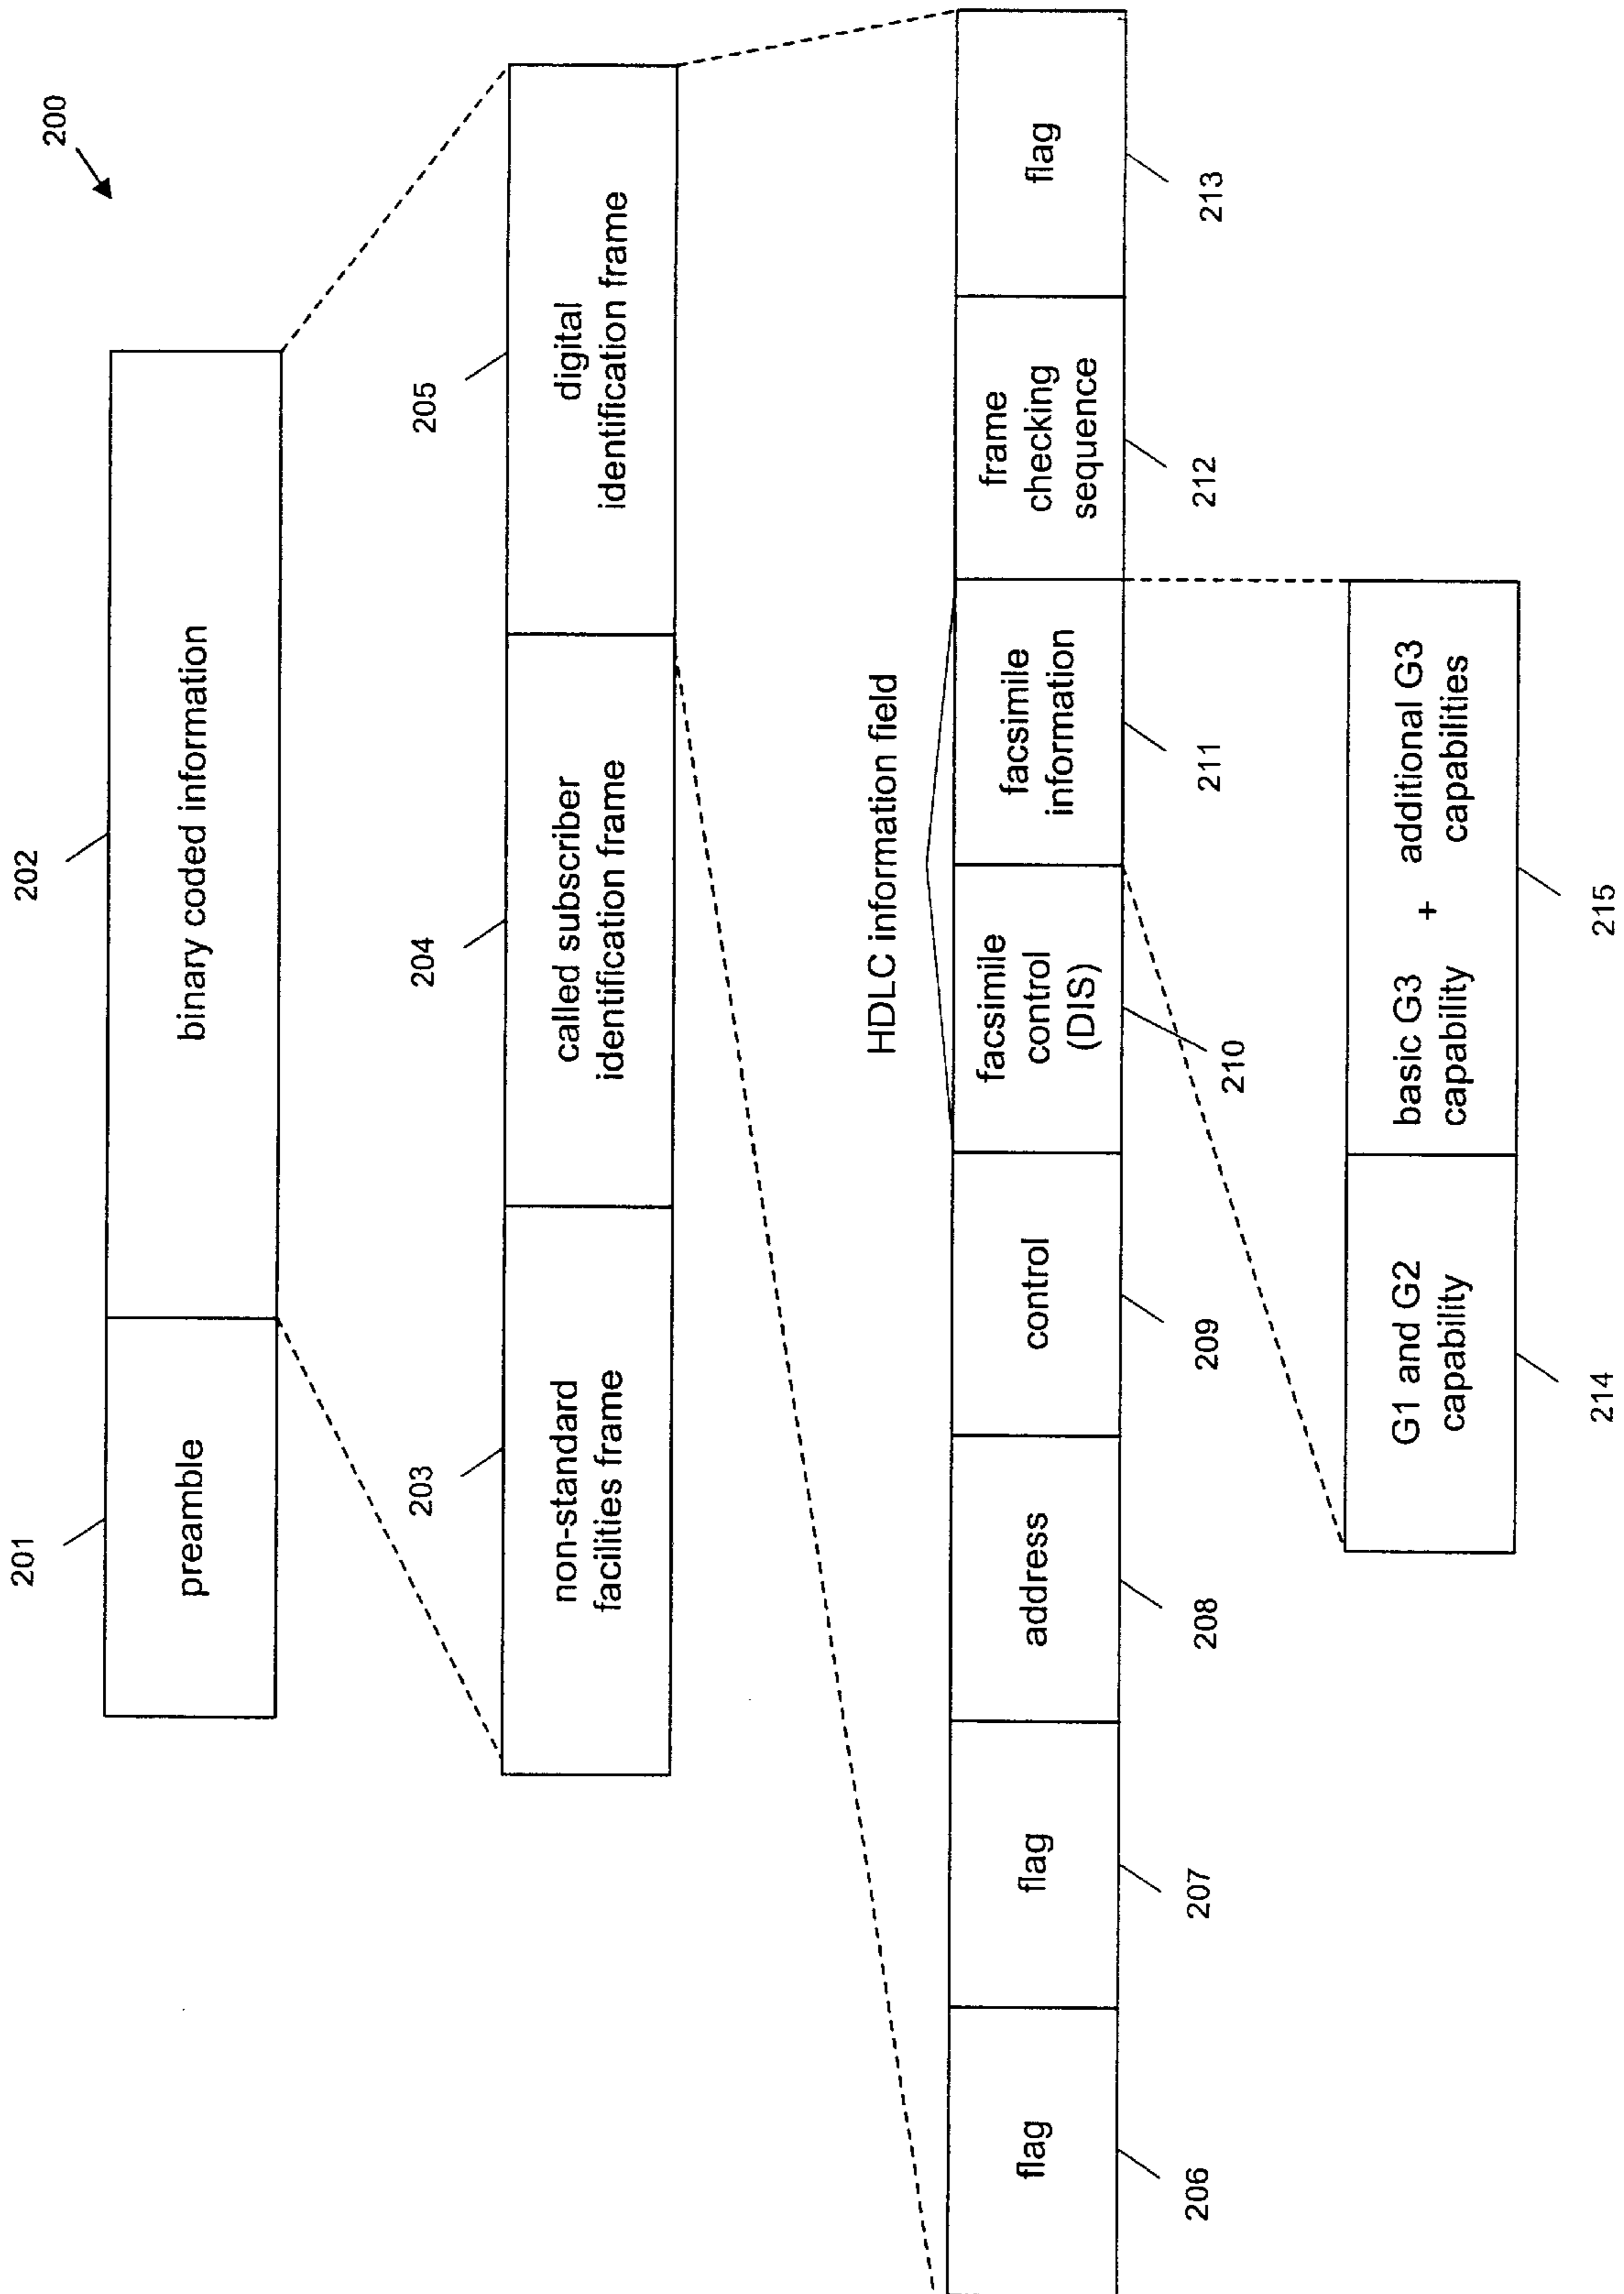 200
201
202
preamble
binary coded information
203
204
205
non-standard
facilities frame
called subscriber
identification frame
digital
identification frame
HDLC information field
flag
flag
address
control
facsimile
control
(DIS)
facsimile
information
frame
checking
sequence
flag
206
207
208
209
210
211
212
213
G1 and G2
capability
basic G3
capability
+
additional G3
capabilities
214
215